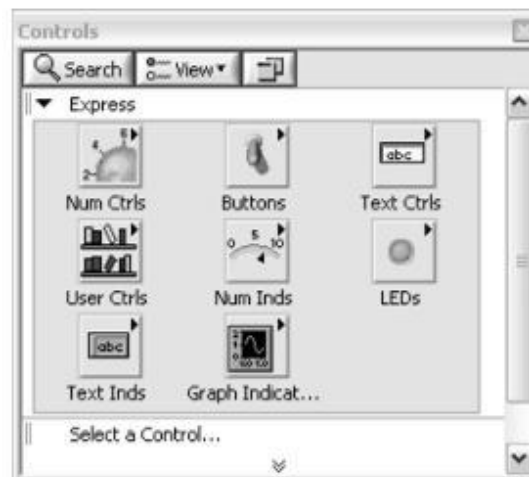 Controls
Search View
Express
Num Ctrls Buttons Text Ctrls
User Ctrls Num Inds LEDs
Text Inds Graph Indicat...
Select a Control...